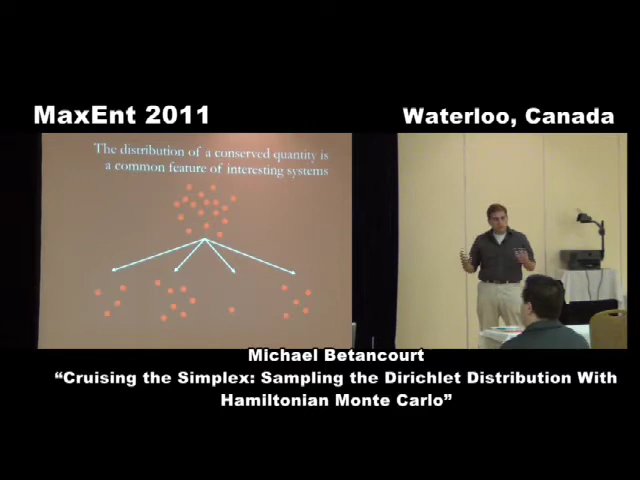 MaxEnt 2011
Waterloo, Canada
The distribution of a conserved quantity is
a common feature of interesting systems
Michael Betancourt
“Cruising the Simplex: Sampling the Dirichlet Distribution With
Hamiltonian Monte Carlo”